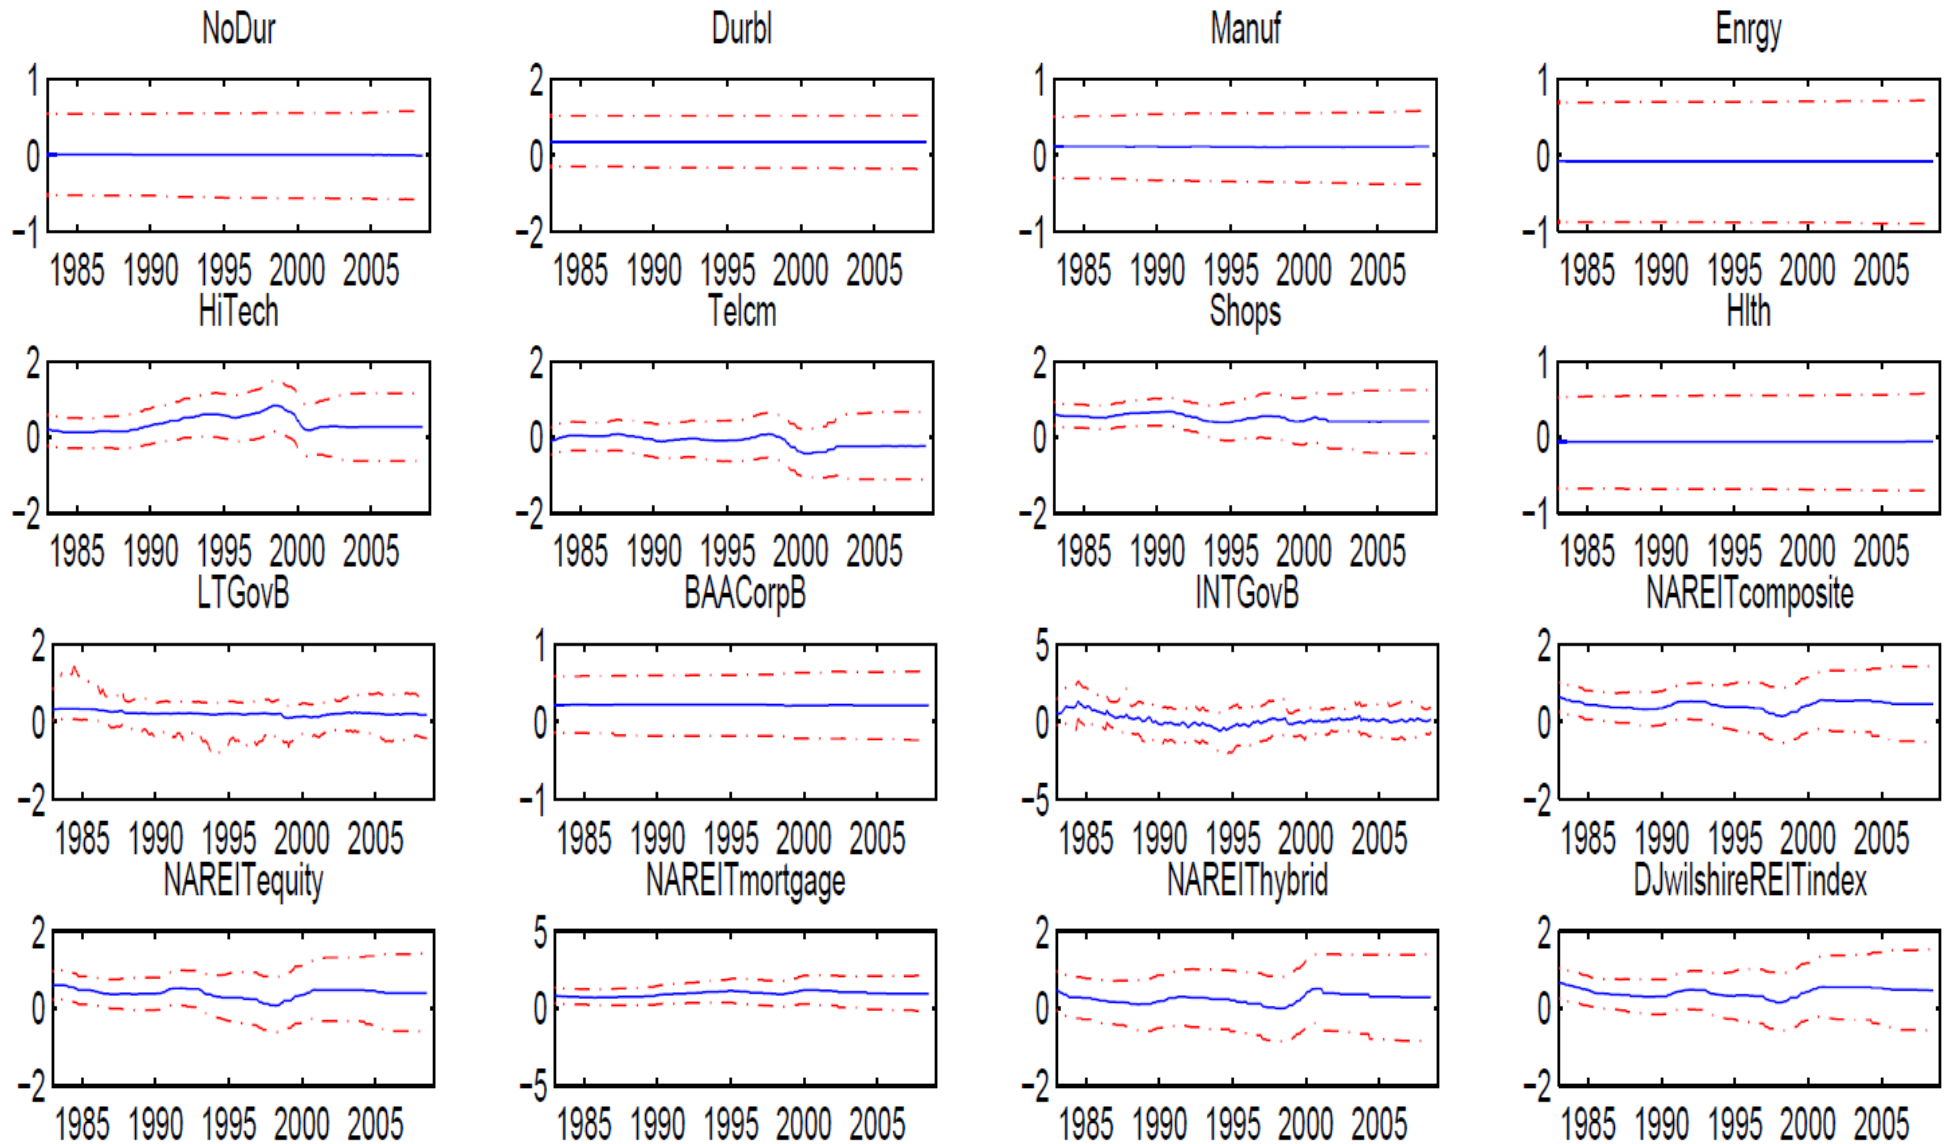 NoDur Durbl Manuf Enrgy
1 2 1 1
0 0 0 0
−1 −2 −1 −1
1985 1990 1995 2000 2005 1985 1990 1995 2000 2005 1985 1990 1995 2000 2005 1985 1990 1995 2000 2005
HiTech Telcm Shops Hlth
2 2 2 1
0 0 0 0
−2 −2 −2 −1
1985 1990 1995 2000 2005 1985 1990 1995 2000 2005 1985 1990 1995 2000 2005 1985 1990 1995 2000 2005
LTGovB BAACorpB INTGovB NAREITcomposite
2 1 5 2
0 0 0 0
−2 −1 −5 −2
1985 1990 1995 2000 2005 1985 1990 1995 2000 2005 1985 1990 1995 2000 2005 1985 1990 1995 2000 2005
NAREITequity NAREITmortgage NAREIThybrid DJwilshireREITindex
2 5 2 2
0 0 0 0
−2 −5 −2 −2
1985 1990 1995 2000 2005 1985 1990 1995 2000 2005 1985 1990 1995 2000 2005 1985 1990 1995 2000 2005